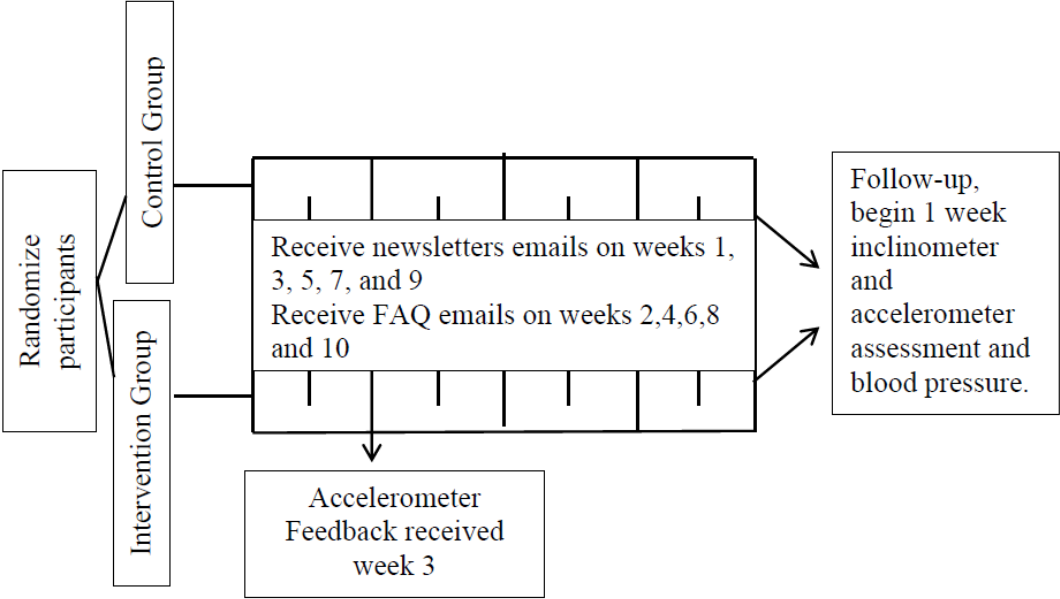 Randomize
participants
Control Group
Intervention Group
Receive newsletters emails on weeks 1,
3, 5, 7, and 9
Receive FAQ emails on weeks 2,4,6,8
and 10
Accelerometer
Feedback received
week 3
Follow-up,
begin 1 week
inclinometer
and
accelerometer
assessment and
blood pressure.